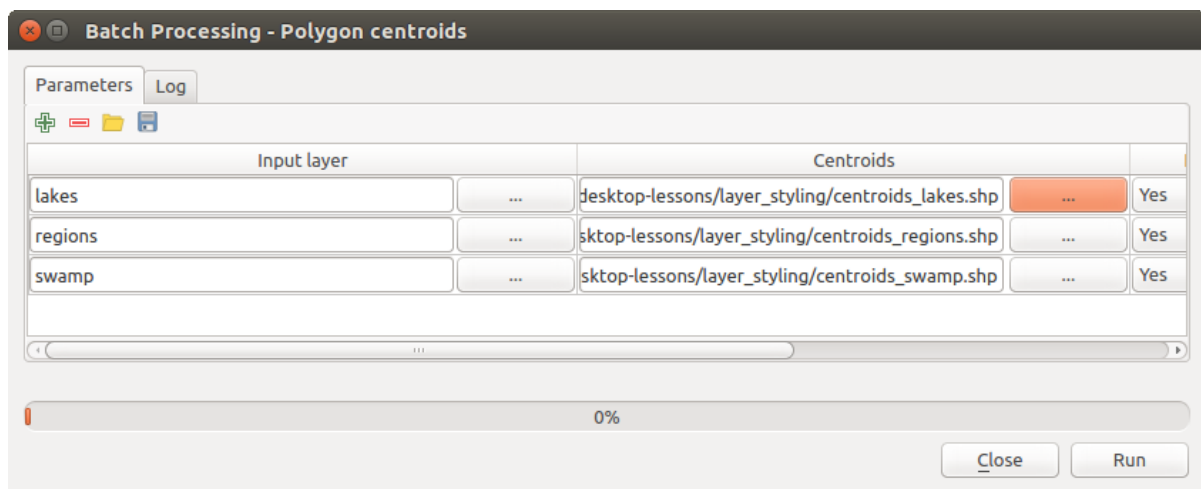 Batch Processing - Polygon centroids
Parameters Log
Input layer Centroids
lakes ... desktop-lessons/layer_styling/centroids_lakes.shp ... Yes
regions ... sktop-lessons/layer_styling/centroids_regions.shp ... Yes
swamp ... sktop-lessons/layer_styling/centroids_swamp.shp ... Yes
0%
Close Run